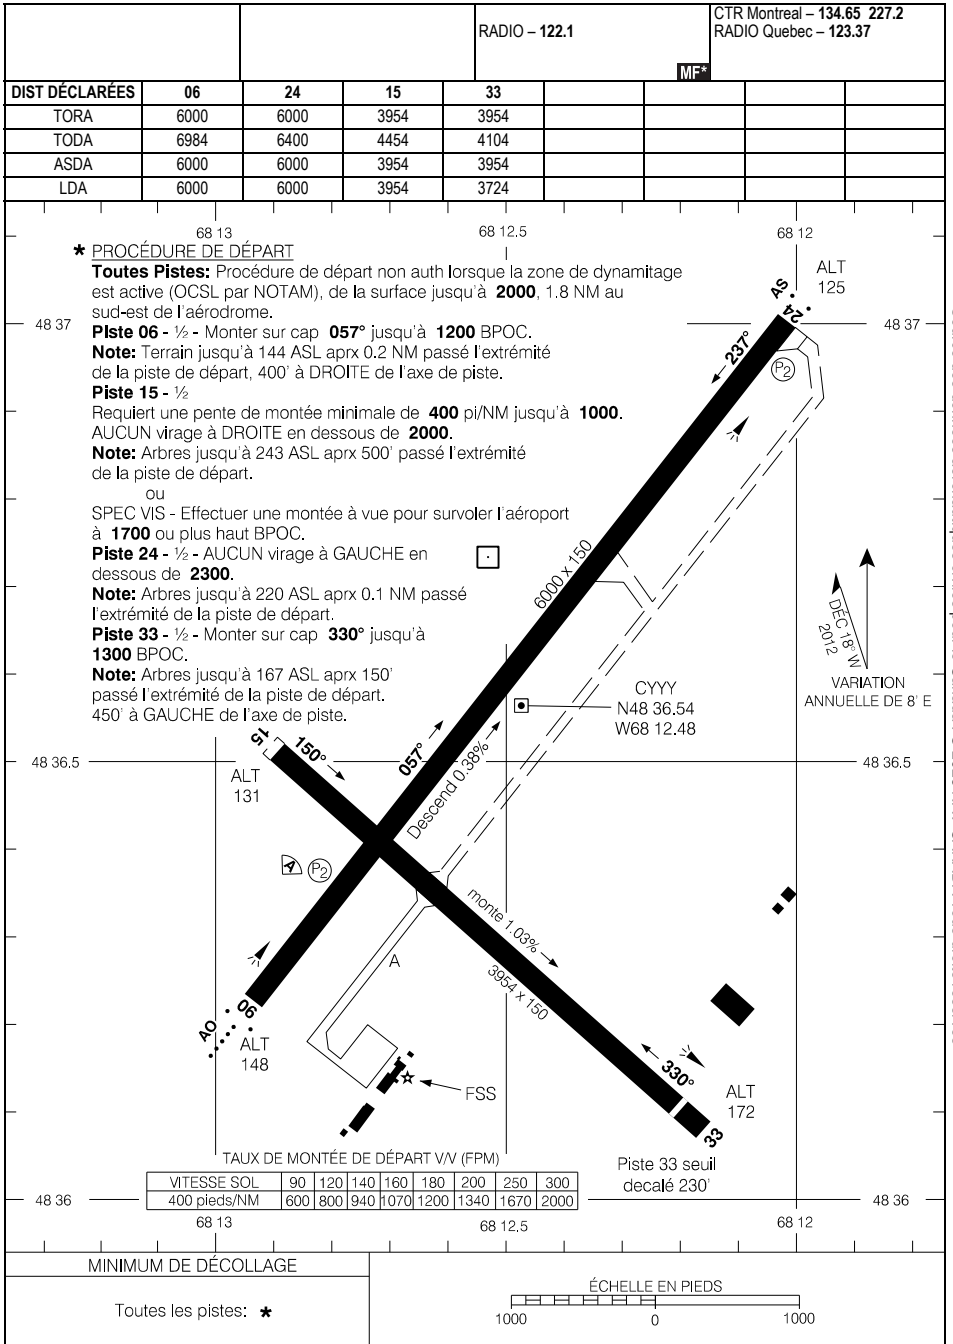 RADIO – 122.1
CTR Montreal – 134.65 227.2
RADIO Quebec – 123.37
MF*
DIST DÉCLARÉES 06 24 15 33
TORA 6000 6000 3954 3954
TODA 6984 6400 4454 4104
ASDA 6000 6000 3954 3954
LDA 6000 6000 3954 3724
68 13 68 12.5 68 12
* PROCÉDURE DE DÉPART
Toutes Pistes: Procédure de départ non auth lorsque la zone de dynamitage
est active (OCSL par NOTAM), de la surface jusqu'à 2000, 1.8 NM au
sud-est de l'aérodrome.
Piste 06 - ½ - Monter sur cap 057° jusqu'à 1200 BPOC.
Note: Terrain jusqu'à 144 ASL aprx 0.2 NM passé l'extrémité
de la piste de départ, 400' à DROITE de l'axe de piste.
Piste 15 - ½
Requiert une pente de montée minimale de 400 pi/NM jusqu'à 1000.
AUCUN virage à DROITE en dessous de 2000.
Note: Arbres jusqu'à 243 ASL aprx 500' passé l'extrémité
de la piste de départ.
ou
SPEC VIS - Effectuer une montée à vue pour survoler l'aéroport
à 1700 ou plus haut BPOC.
Piste 24 - ½ - AUCUN virage à GAUCHE en
dessous de 2300.
Note: Arbres jusqu'à 220 ASL aprx 0.1 NM passé
l'extrémité de la piste de départ.
Piste 33 - ½ - Monter sur cap 330° jusqu'à
1300 BPOC.
Note: Arbres jusqu'à 167 ASL aprx 150'
passé l'extrémité de la piste de départ.
450' à GAUCHE de l'axe de piste.
ALT
125
AS
24
48 37
48 37
237°
P2
6000 x 150
DÉC 18° W
2012
VARIATION
ANNUELLE DE 8' E
CYYY
N48 36.54
W68 12.48
15
150°
057°
Descend 0.38%
48 36.5
48 36.5
ALT
131
A
P2
monte 1.03%
3954 x 150
A
AO
06
ALT
148
FSS
330°
ALT
172
33
Piste 33 seuil
decalé 230'
TAUX DE MONTÉE DE DÉPART V/V (FPM)
VITESSE SOL 90 120 140 160 180 200 250 300
400 pieds/NM 600 800 940 1070 1200 1340 1670 2000
48 36
48 36
68 13 68 12.5 68 12
MINIMUM DE DÉCOLLAGE
Toutes les pistes: *
ÉCHELLE EN PIEDS
1000 0 1000